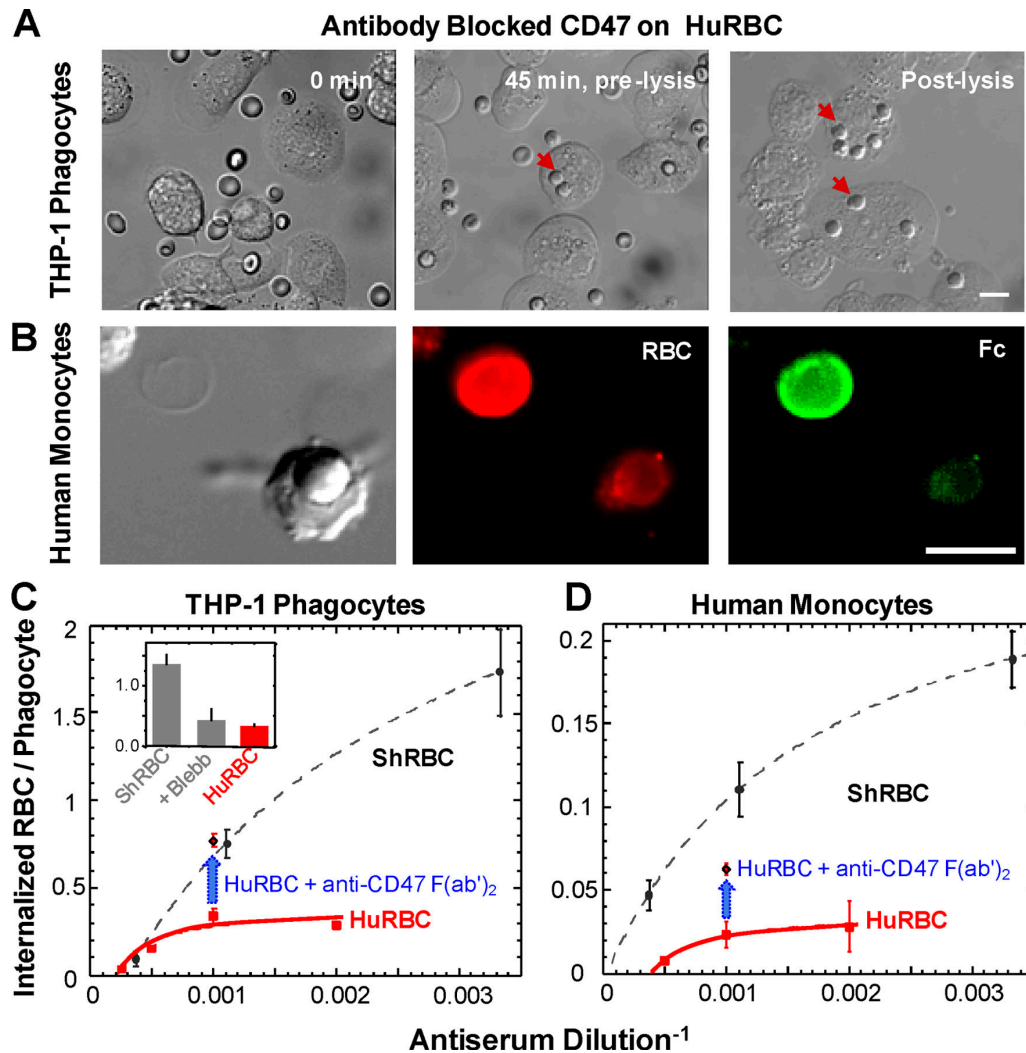 A
Antibody Blocked CD47 on HuRBC
THP-1 Phagocytes
0 min
45 min, pre-lysis
Post-lysis
B
Human Monocytes
RBC
Fc
C
THP-1 Phagocytes
D
Human Monocytes
Internalized RBC / Phagocyte
2
1.5
1
0.5
0
1.0
0.0
ShRBC
+Blebb
HuRBC
ShRBC
HuRBC + anti-CD47 F(ab')₂
HuRBC
0
0.001
0.002
0.003
0.2
0.15
0.1
0.05
0
ShRBC
HuRBC + anti-CD47 F(ab')₂
HuRBC
0
0.001
0.002
0.003
Antiserum Dilution⁻¹